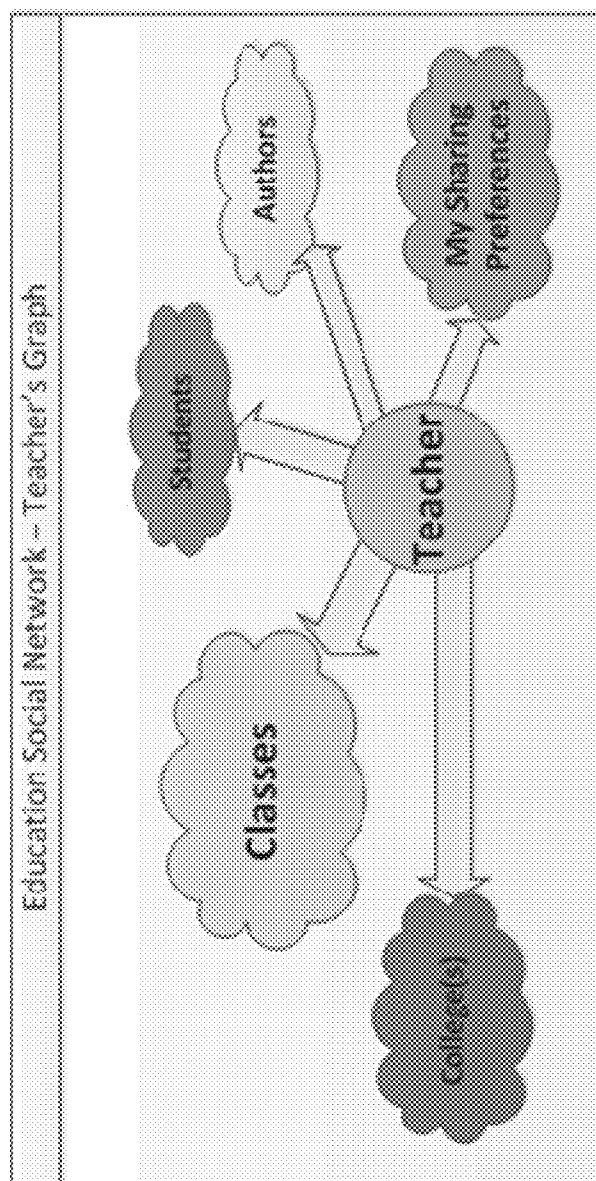 Education Social Network – Teacher's Graph
College(s)
Classes
Students
Authors
Teacher
My Sharing
Preferences